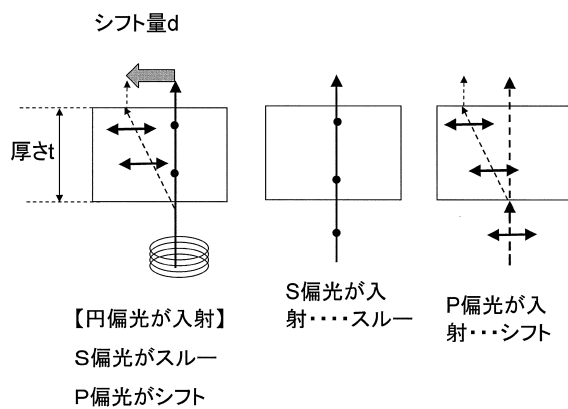 シフト量d
厚さt
【円偏光が入射】
S偏光がスルー
P偏光がシフト
S偏光が入
射････スルー
P偏光が入
射･･･シフト